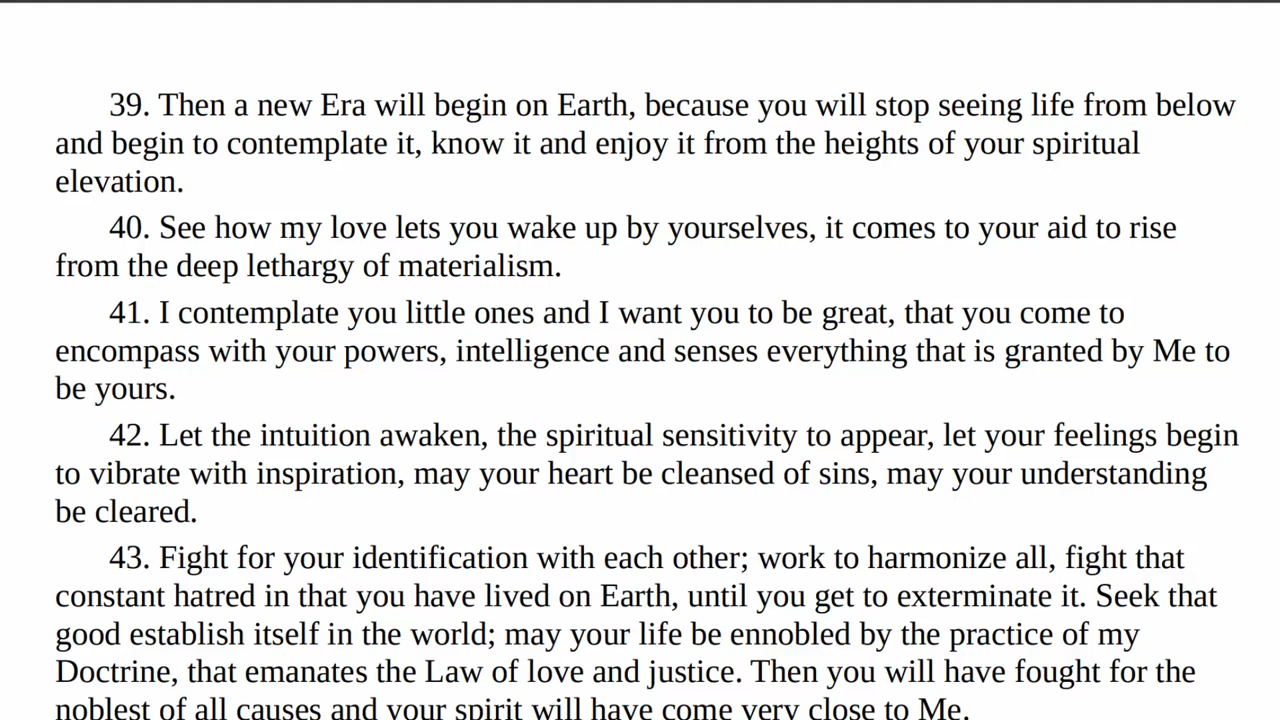 39. Then a new Era will begin on Earth, because you will stop seeing life from below
and begin to contemplate it, know it and enjoy it from the heights of your spiritual
elevation.
40. See how my love lets you wake up by yourselves, it comes to your aid to rise
from the deep lethargy of materialism.
41. I contemplate you little ones and I want you to be great, that you come to
encompass with your powers, intelligence and senses everything that is granted by Me to
be yours.
42. Let the intuition awaken, the spiritual sensitivity to appear, let your feelings begin
to vibrate with inspiration, may your heart be cleansed of sins, may your understanding
be cleared.
43. Fight for your identification with each other; work to harmonize all, fight that
constant hatred in that you have lived on Earth, until you get to exterminate it. Seek that
good establish itself in the world; may your life be ennobled by the practice of my
Doctrine, that emanates the Law of love and justice. Then you will have fought for the
noblest of all causes and your spirit will have come very close to Me.